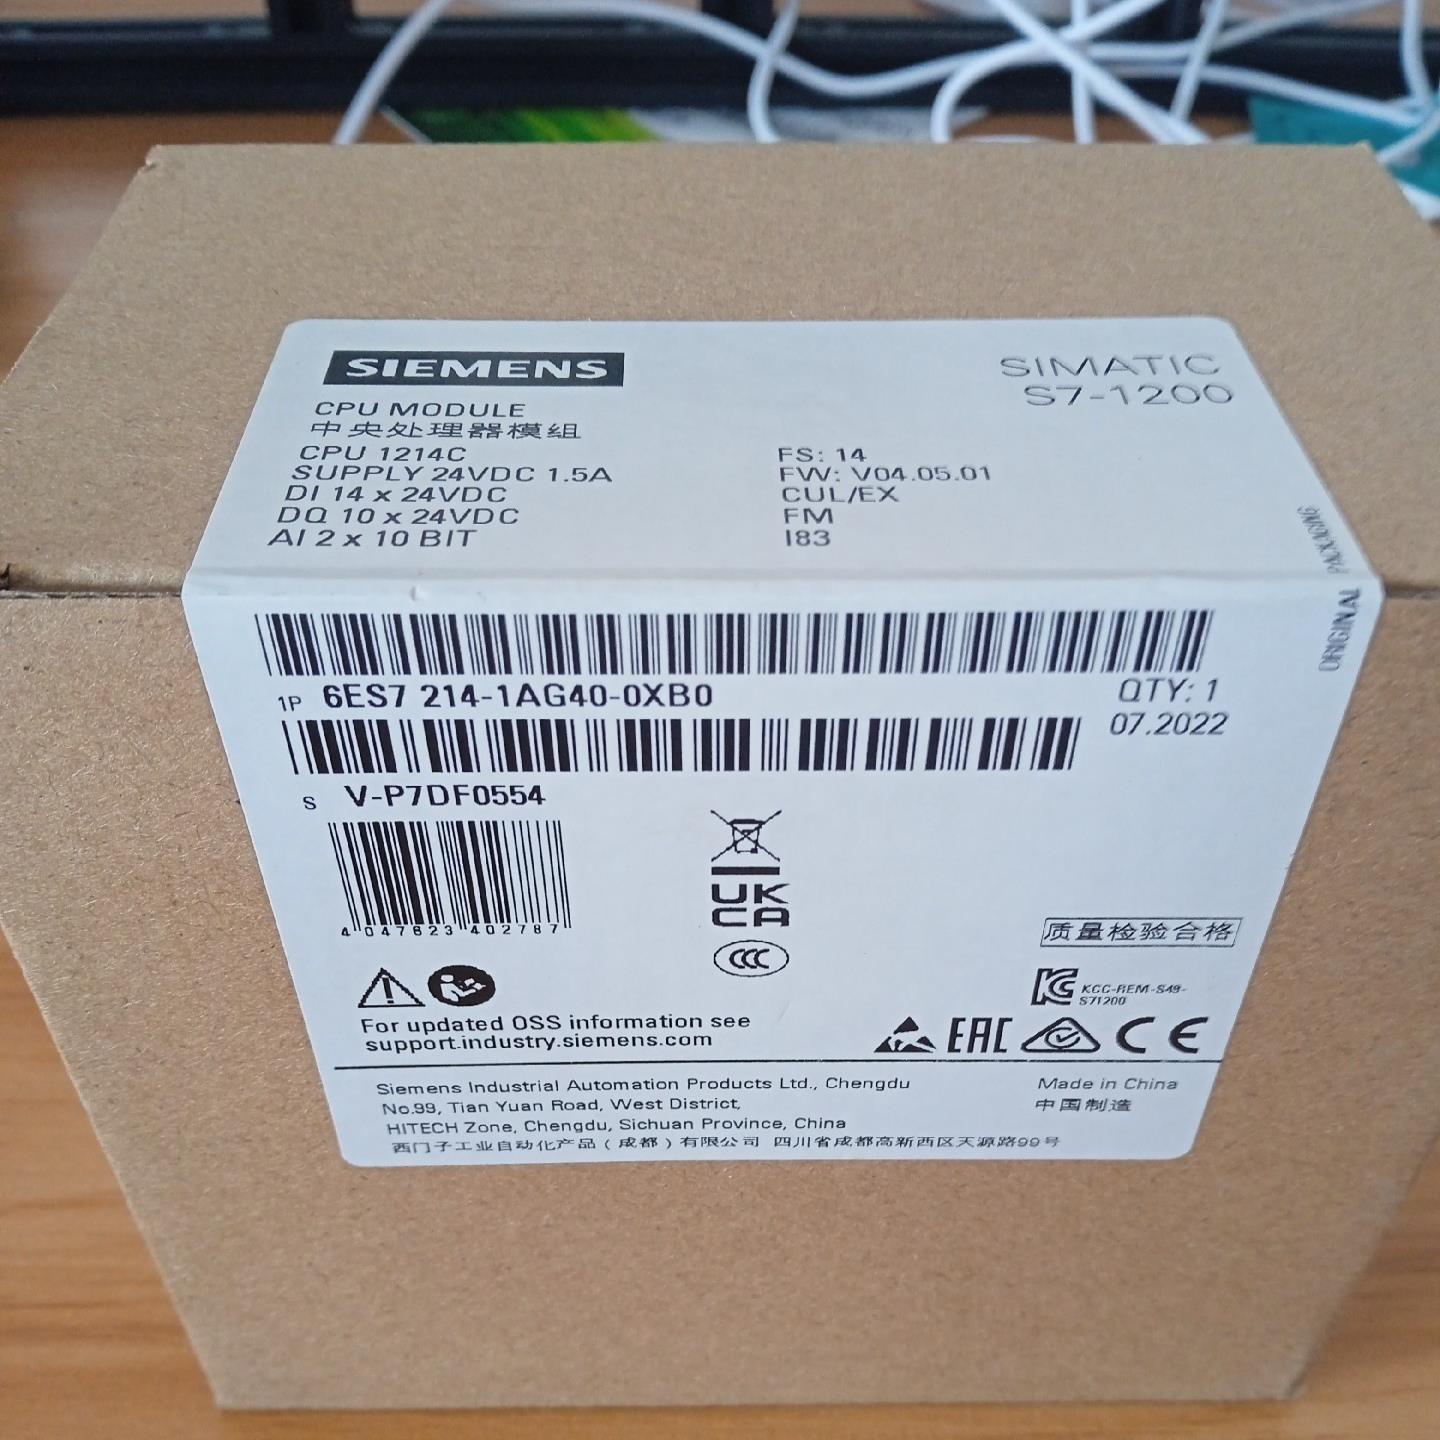 SIEMENS
SIMATIC
S7-1200
CPU MODULE
中央处理器模组
CPU 1214C
SUPPLY 24VDC 1.5A
DI 14 x 24VDC
DQ 10 x 24VDC
AI 2 x 10 BIT
FS: 14
FW: V04.05.01
CUL/EX
FM
I83
ORIGINAL PACKAGING
1P 6ES7 214-1AG40-0XB0
QTY: 1
07.2022
S V-P7DF0554
4 047623 402787
UK
CA
CCC
质量检验合格
KCC-REM-S49-
S71200
EAC
CE
For updated OSS information see
support.industry.siemens.com
Siemens Industrial Automation Products Ltd., Chengdu
No.99, Tian Yuan Road, West District,
HITECH Zone, Chengdu, Sichuan Province, China
西门子工业自动化产品（成都）有限公司 四川省成都高新西区天源路99号
Made in China
中国制造